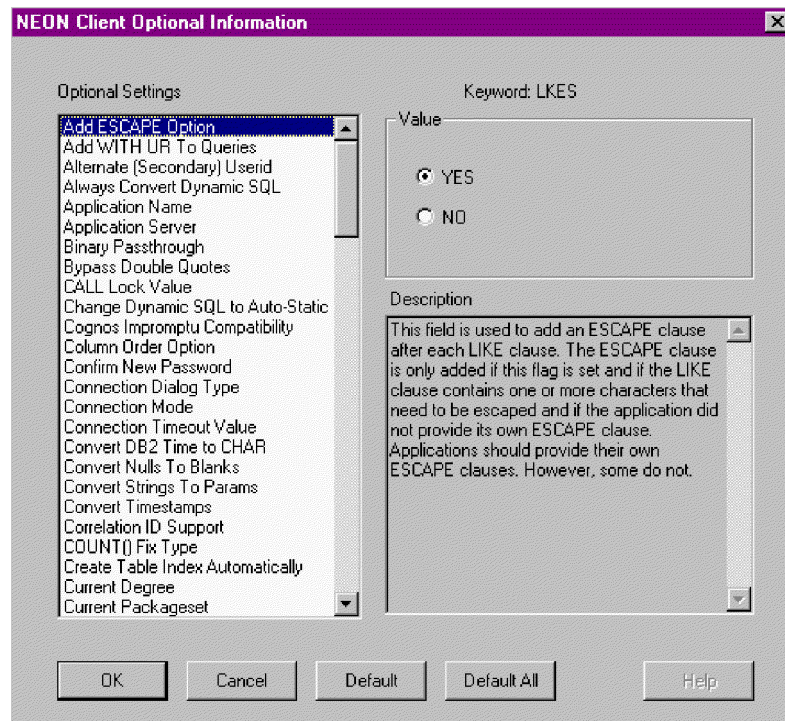 NEON Client Optional Information
Optional Settings
Add ESCAPE Option
Add WITH UR To Queries
Alternate (Secondary) Userid
Always Convert Dynamic SQL
Application Name
Application Server
Binary Passthrough
Bypass Double Quotes
CALL Lock Value
Change Dynamic SQL to Auto-Static
Cognos Impromptu Compatibility
Column Order Option
Confirm New Password
Connection Dialog Type
Connection Mode
Connection Timeout Value
Convert DB2 Time to CHAR
Convert Nulls To Blanks
Convert Strings To Params
Convert Timestamps
Correlation ID Support
COUNT() Fix Type
Create Table Index Automatically
Current Degree
Current Packageset
Keyword: LKES
Value
YES
NO
Description
This field is used to add an ESCAPE clause
after each LIKE clause. The ESCAPE clause
is only added if this flag is set and if the LIKE
clause contains one or more characters that
need to be escaped and if the application did
not provide its own ESCAPE clause.
Applications should provide their own
ESCAPE clauses. However, some do not.
OK
Cancel
Default
Default All
Help